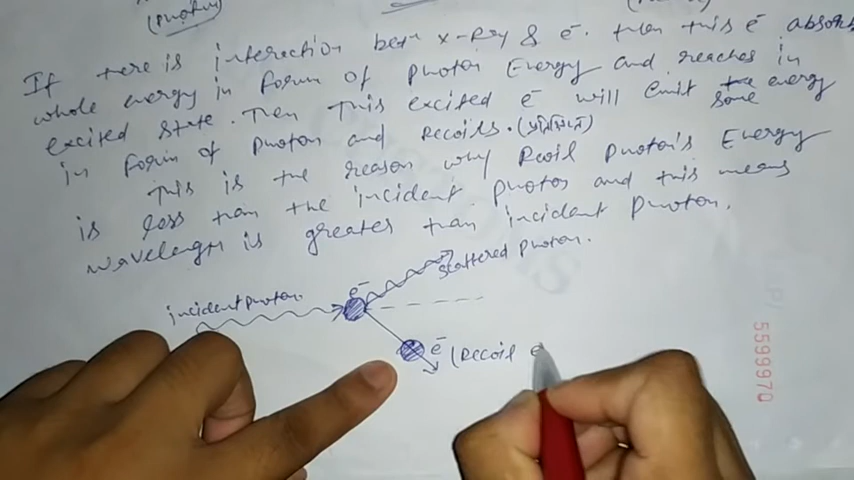 (Photon)
If there is interection betn x-Ray & e-. then this e- absorbs
whole energy in form of photon Energy and reaches in
excited state. Then this excited e- will emit some energy
in form of photon and Recoils.
This is the reason why Recoil photon's Energy
is less than the incident photon and this means
wavelength is greates than incident photon.
scattered photon.
e-
incident photon.
e- (Recoil e
5599970